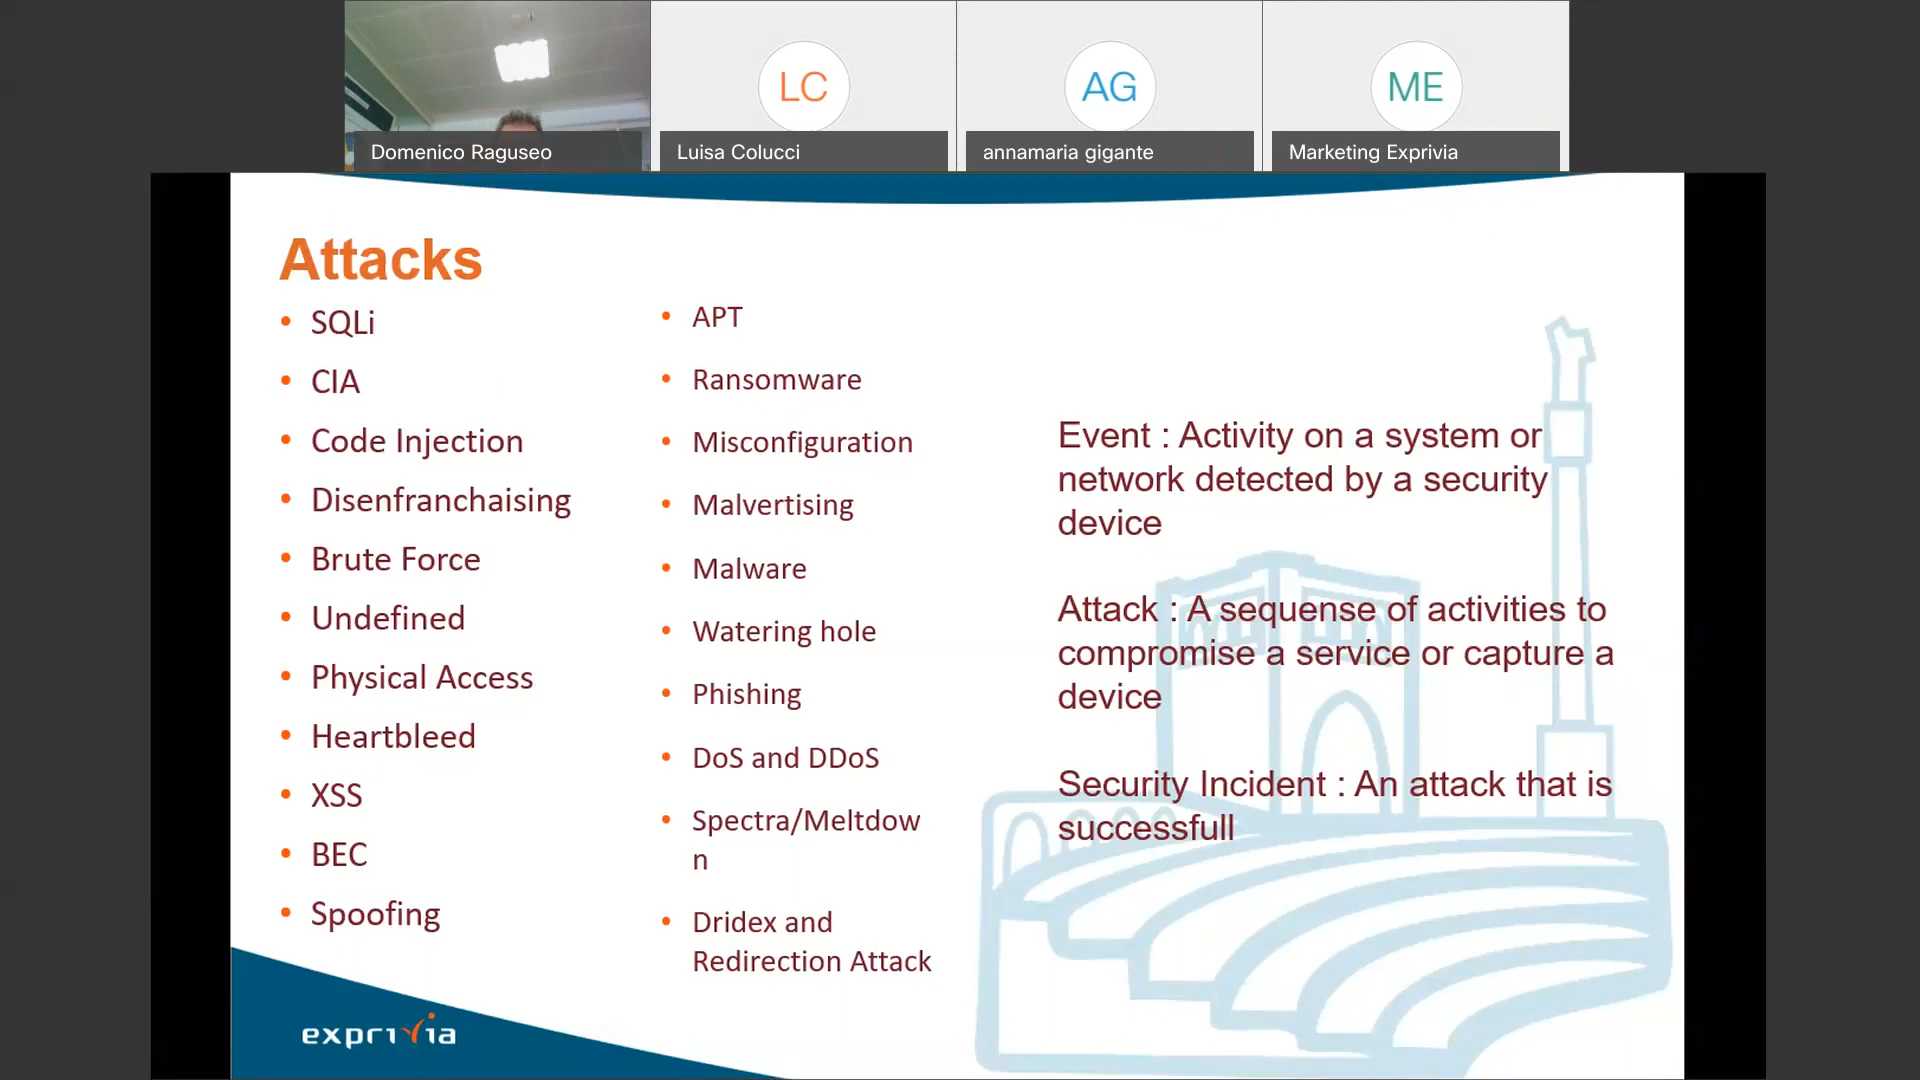 LC
AG
ME
Domenico Raguseo
Luisa Colucci
annamaria gigante
Marketing Exprivia
Attacks
• SQLi
• CIA
• Code Injection
• Disenfranchaising
• Brute Force
• Undefined
• Physical Access
• Heartbleed
• XSS
• BEC
• Spoofing
• APT
• Ransomware
• Misconfiguration
• Malvertising
• Malware
• Watering hole
• Phishing
• DoS and DDoS
• Spectra/Meltdow
n
• Dridex and
Redirection Attack
Event : Activity on a system or
network detected by a security
device
Attack : A sequense of activities to
compromise a service or capture a
device
Security Incident : An attack that is
successfull
exprivia